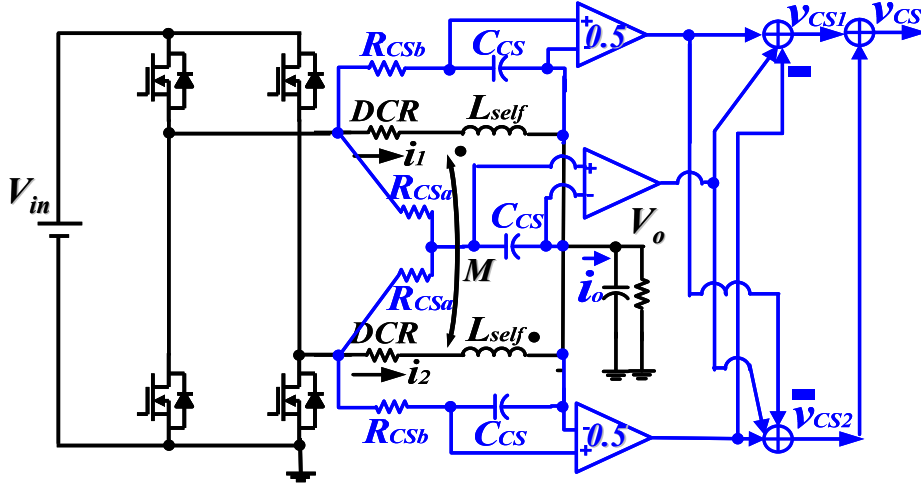 v_CS1
v_CS
R_CSb
C_CS
+
-
0.5
DCR
L_self
i_1
R_CSa
+
-
V_in
C_CS
V_o
M
i_o
R_CSa
DCR
L_self
i_2
v_CS2
R_CSb
C_CS
-
+
0.5